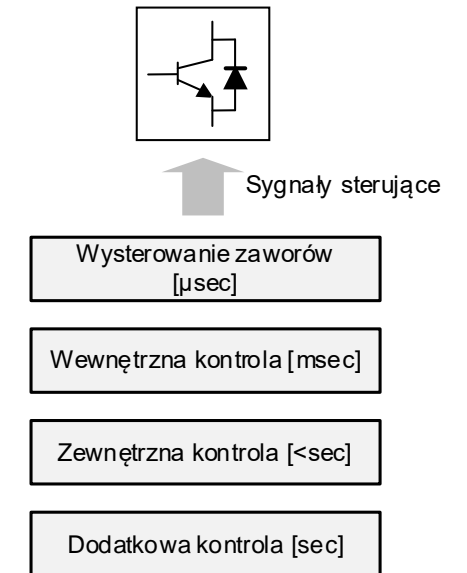 Sygnały sterujące
Wysterowanie zaworów
[µsec]
Wewnętrzna kontrola [msec]
Zewnętrzna kontrola [<sec]
Dodatkowa kontrola [sec]